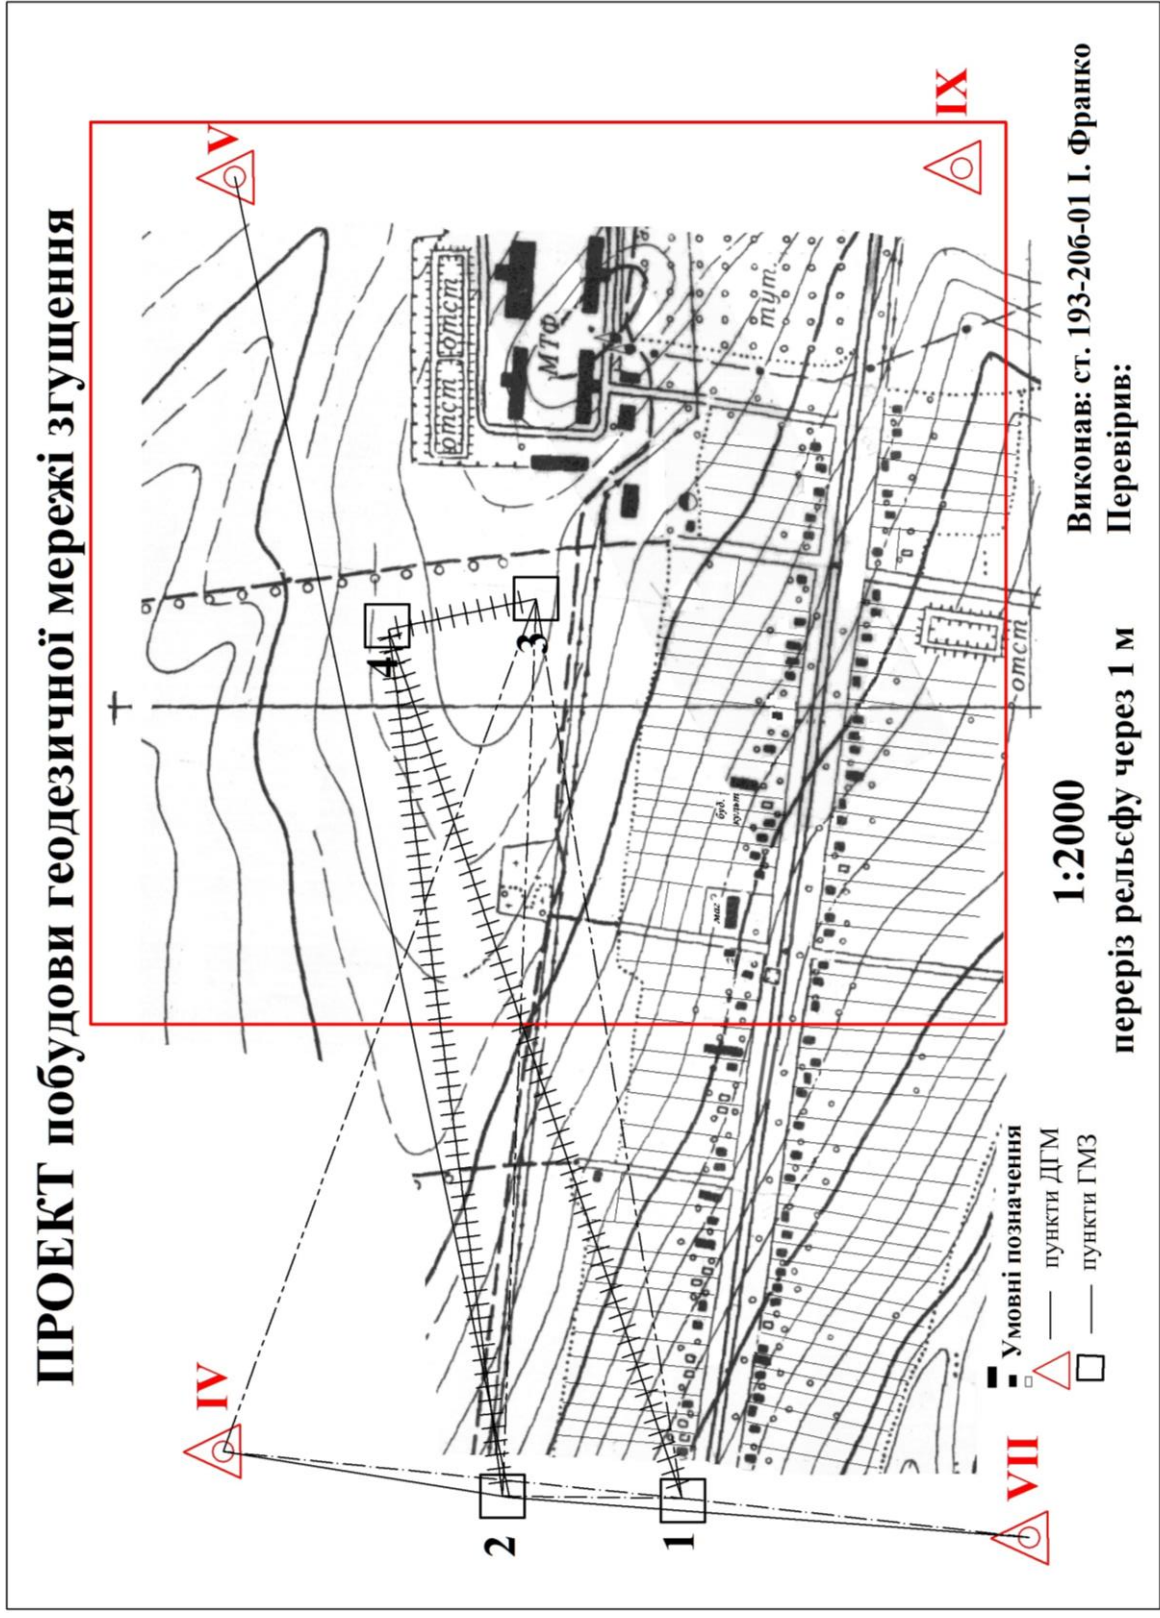 ПРОЕКТ побудови геодезичної мережі згущення
IV
V
отст
отст
МТФ
4
3
тут
2
буд.
культ
маг
1
отст
VII
IX
Умовні позначення
пункти ДГМ
пункти ГМЗ
1:2000
переріз рельєфу через 1 м
Виконав: ст. 193-20б-01 І. Франко
Перевірив: